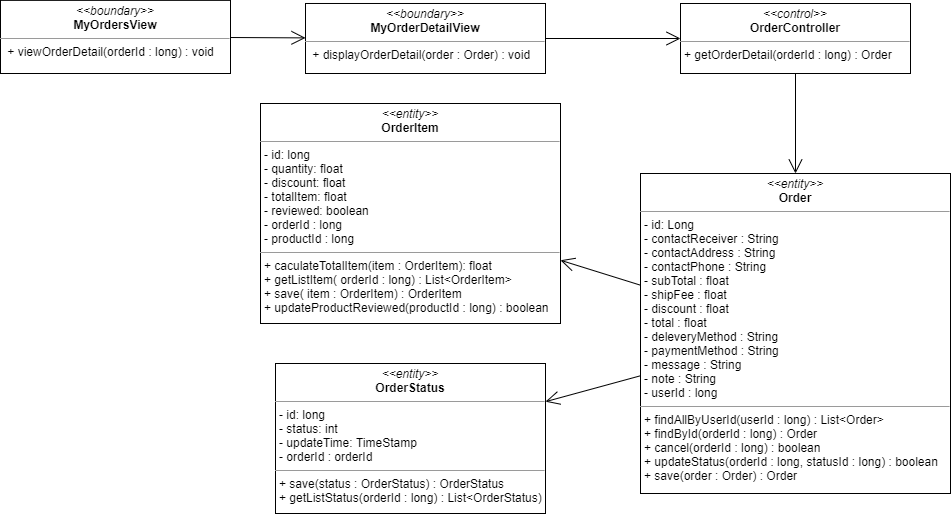 <<boundary>>
MyOrdersView
+ viewOrderDetail(orderId : long) : void
<<boundary>>
MyOrderDetailView
+ displayOrderDetail(order : Order) : void
<<control>>
OrderController
+ getOrderDetail(orderId : long) : Order
<<entity>>
OrderItem
- id: long
- quantity: float
- discount: float
- totalItem: float
- reviewed: boolean
- orderId : long
- productId : long
+ caculateTotalItem(item : OrderItem): float
+ getListItem( orderId : long) : List<OrderItem>
+ save( item : OrderItem) : OrderItem
+ updateProductReviewed(productId : long) : boolean
<<entity>>
Order
- id: Long
- contactReceiver : String
- contactAddress : String
- contactPhone : String
- subTotal : float
- shipFee : float
- discount : float
- total : float
- deleveryMethod : String
- paymentMethod : String
- message : String
- note : String
- userId : long
+ findAllByUserId(userId : long) : List<Order>
+ findById(orderId : long) : Order
+ cancel(orderId : long) : boolean
+ updateStatus(orderId : long, statusId : long) : boolean
+ save(order : Order) : Order
<<entity>>
OrderStatus
- id: long
- status: int
- updateTime: TimeStamp
- orderId : orderId
+ save(status : OrderStatus) : OrderStatus
+ getListStatus(orderId : long) : List<OrderStatus)